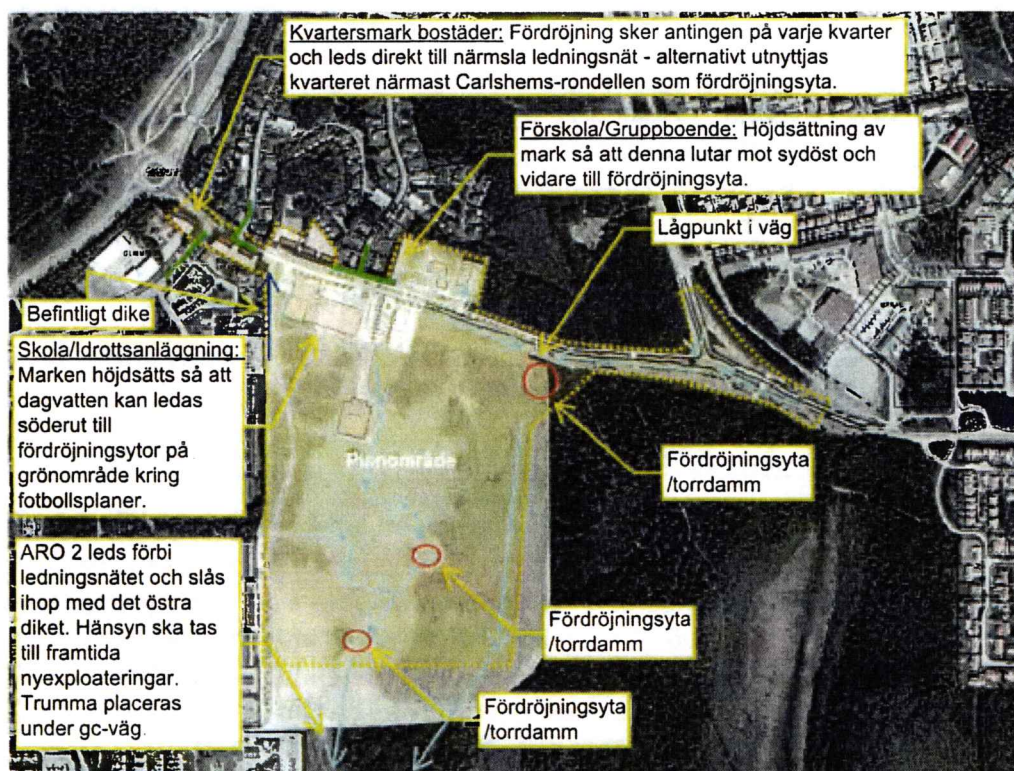 Kvartersmark bostäder: Fördröjning sker antingen på varje kvarter
och leds direkt till närmsla ledningsnät - alternativt utnyttjas
kvarteret närmast Carlshems-rondellen som fördröjningsyta.
Förskola/Gruppboende: Höjdsättning av
mark så att denna lutar mot sydöst och
vidare till fördröjningsyta.
Lågpunkt i väg
Befintligt dike
Skola/Idrottsanläggning:
Marken höjdsätts så att
dagvatten kan ledas
söderut till
fördröjningsytor på
grönområde kring
fotbollsplaner.
Planområde
Fördröjningsyta
/torrdamm
ARO 2 leds förbi
ledningsnätet och slås
ihop med det östra
diket. Hänsyn ska tas
till framtida
nyexploateringar.
Trumma placeras
under gc-väg.
Fördröjningsyta
/torrdamm
Fördröjningsyta
/torrdamm